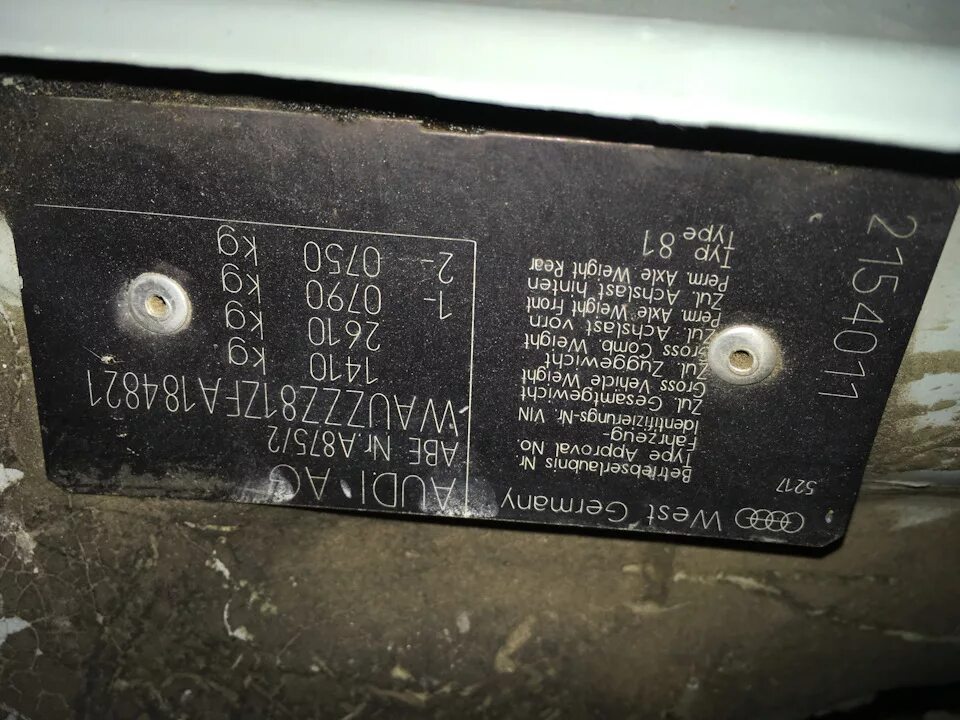 West Germany
AUDI AG
5217
Betriebserlaubnis Nr
Type Approval No.
ABE Nr. A875/2
Fahrzeug-
Identifizierungs-Nr. VIN
WAUZZZ81ZFA184821
Zul. Gesamtgewicht
Gross Vehicle Weight
1410 kg
Zul. Zuggewicht
Gross Comb. Weight
2610 kg
Zul. Achslast vorn
Perm. Axle Weight Front
1- 0790 kg
Zul. Achslast hinten
Perm. Axle Weight Rear
2- 0750 kg
Typ 81
Type
2154011